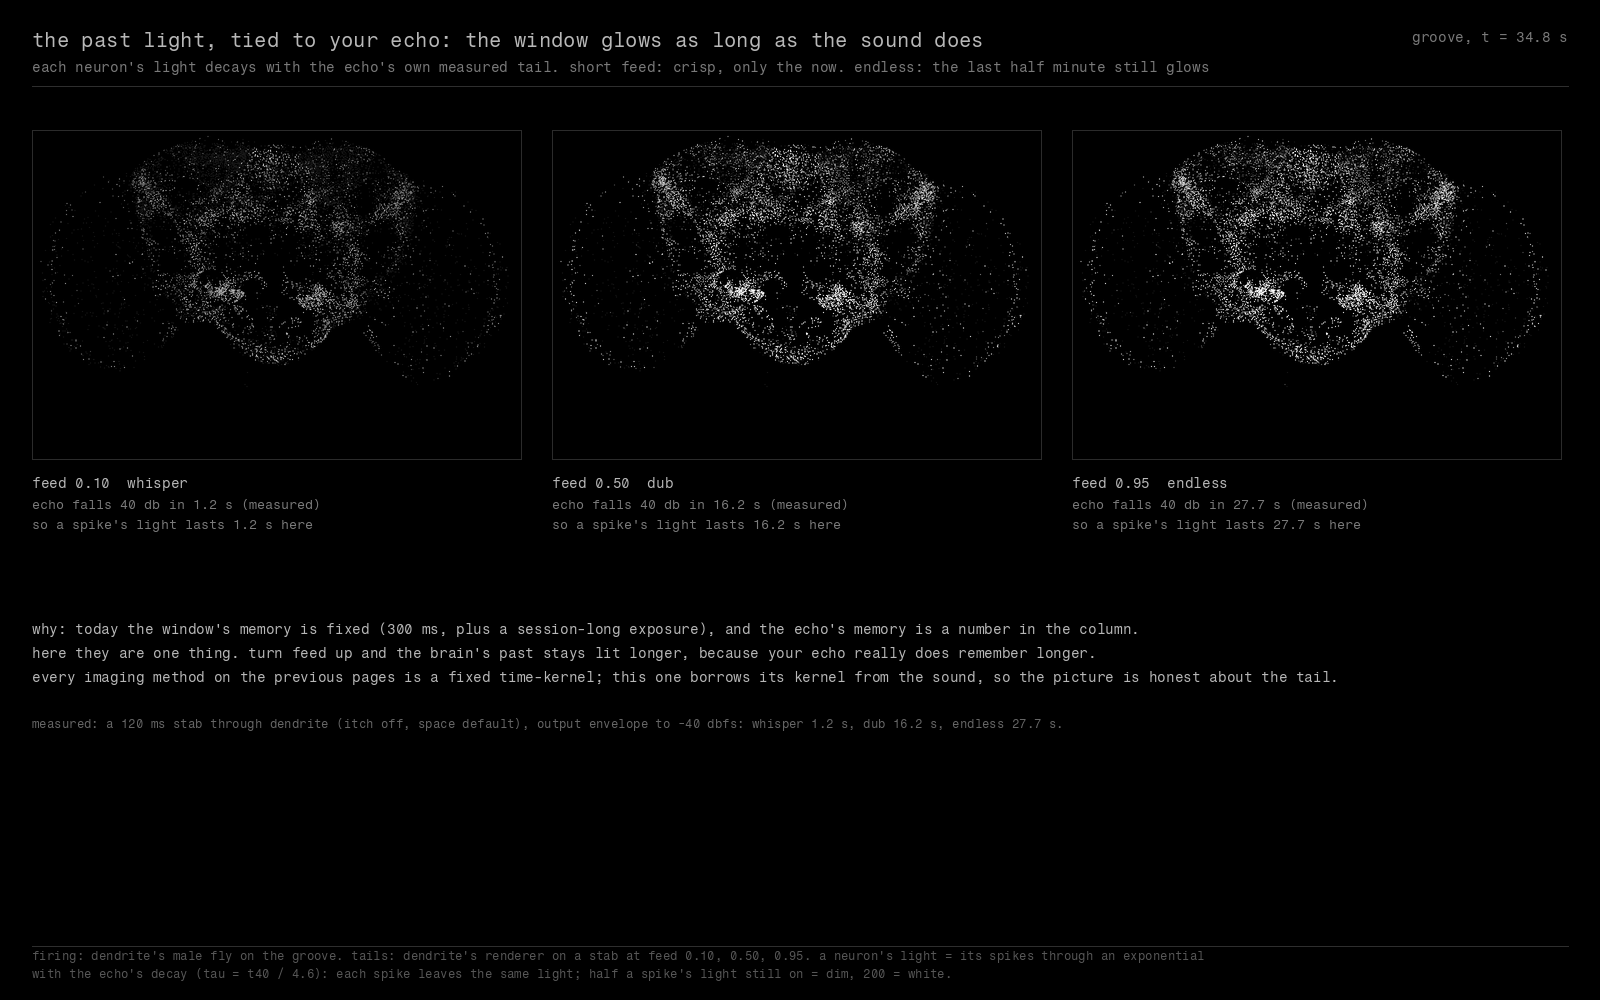 the past light, tied to your echo: the window glows as long as the sound does
groove, t = 34.8 s
each neuron's light decays with the echo's own measured tail. short feed: crisp, only the now. endless: the last half minute still glows
feed 0.10  whisper
echo falls 40 db in 1.2 s (measured)
so a spike's light lasts 1.2 s here
feed 0.50  dub
echo falls 40 db in 16.2 s (measured)
so a spike's light lasts 16.2 s here
feed 0.95  endless
echo falls 40 db in 27.7 s (measured)
so a spike's light lasts 27.7 s here
why: today the window's memory is fixed (300 ms, plus a session-long exposure), and the echo's memory is a number in the column.
here they are one thing. turn feed up and the brain's past stays lit longer, because your echo really does remember longer.
every imaging method on the previous pages is a fixed time-kernel; this one borrows its kernel from the sound, so the picture is honest about the tail.
measured: a 120 ms stab through dendrite (itch off, space default), output envelope to -40 dbfs: whisper 1.2 s, dub 16.2 s, endless 27.7 s.
firing: dendrite's male fly on the groove. tails: dendrite's renderer on a stab at feed 0.10, 0.50, 0.95. a neuron's light = its spikes through an exponential
with the echo's decay (tau = t40 / 4.6): each spike leaves the same light; half a spike's light still on = dim, 200 = white.